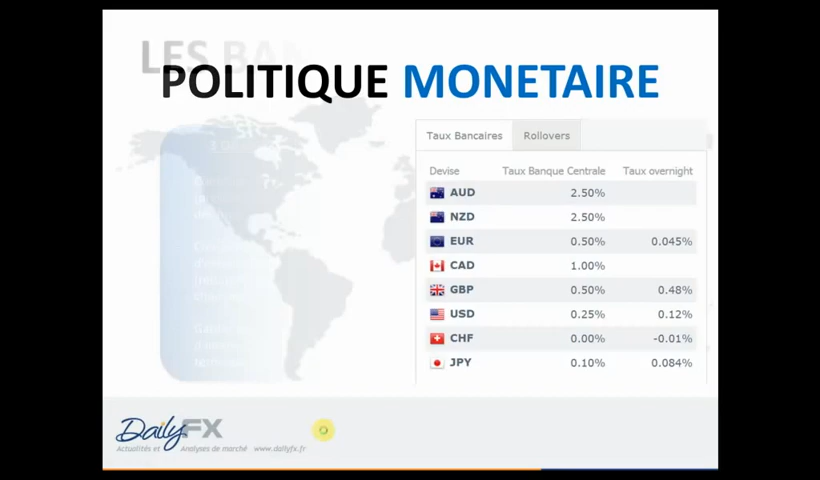 LES BAN
POLITIQUE MONETAIRE
Taux Bancaires Rollovers
Devise Taux Banque Centrale Taux overnight
AUD 2.50%
NZD 2.50%
EUR 0.50% 0.045%
CAD 1.00%
GBP 0.50% 0.48%
USD 0.25% 0.12%
CHF 0.00% -0.01%
JPY 0.10% 0.084%
DailyFX
Actualités et Analyses de marché www.dailyfx.fr